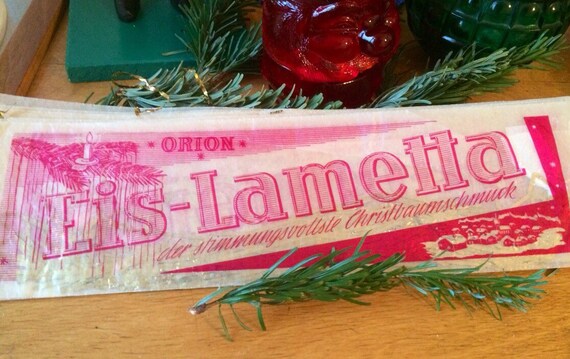 ORION
Eis-Lametta
der stimmungsvollste Christbaumschmuck